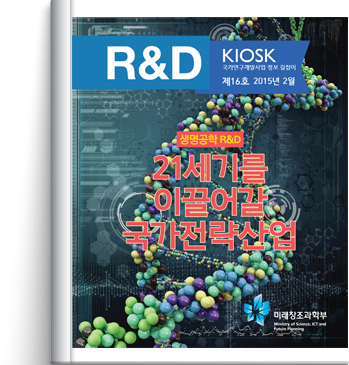 R&D
KIOSK
국가연구개발사업 정보 길잡이
제16호 2015년 2월
생명공학 R&D
21세기를
이끌어갈
국가전략산업
미래창조과학부
Ministry of Science, ICT and
Future Planning